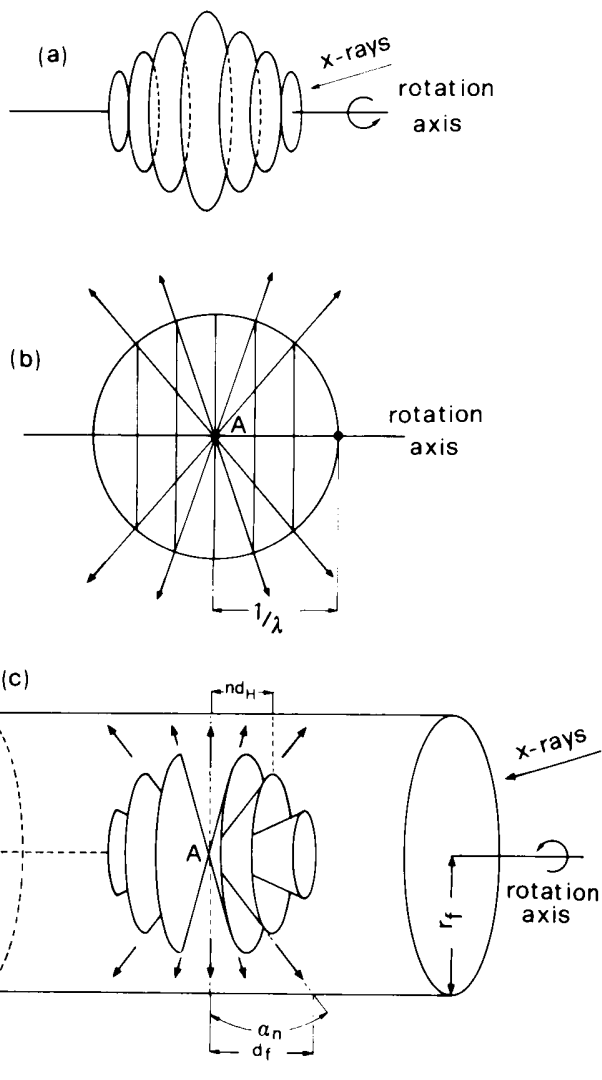 (a)
x-rays
rotation
axis
(b)
A
rotation
axis
1/λ
(c)
nd_H
x-rays
A
r_f
rotation
axis
α_n
d_f